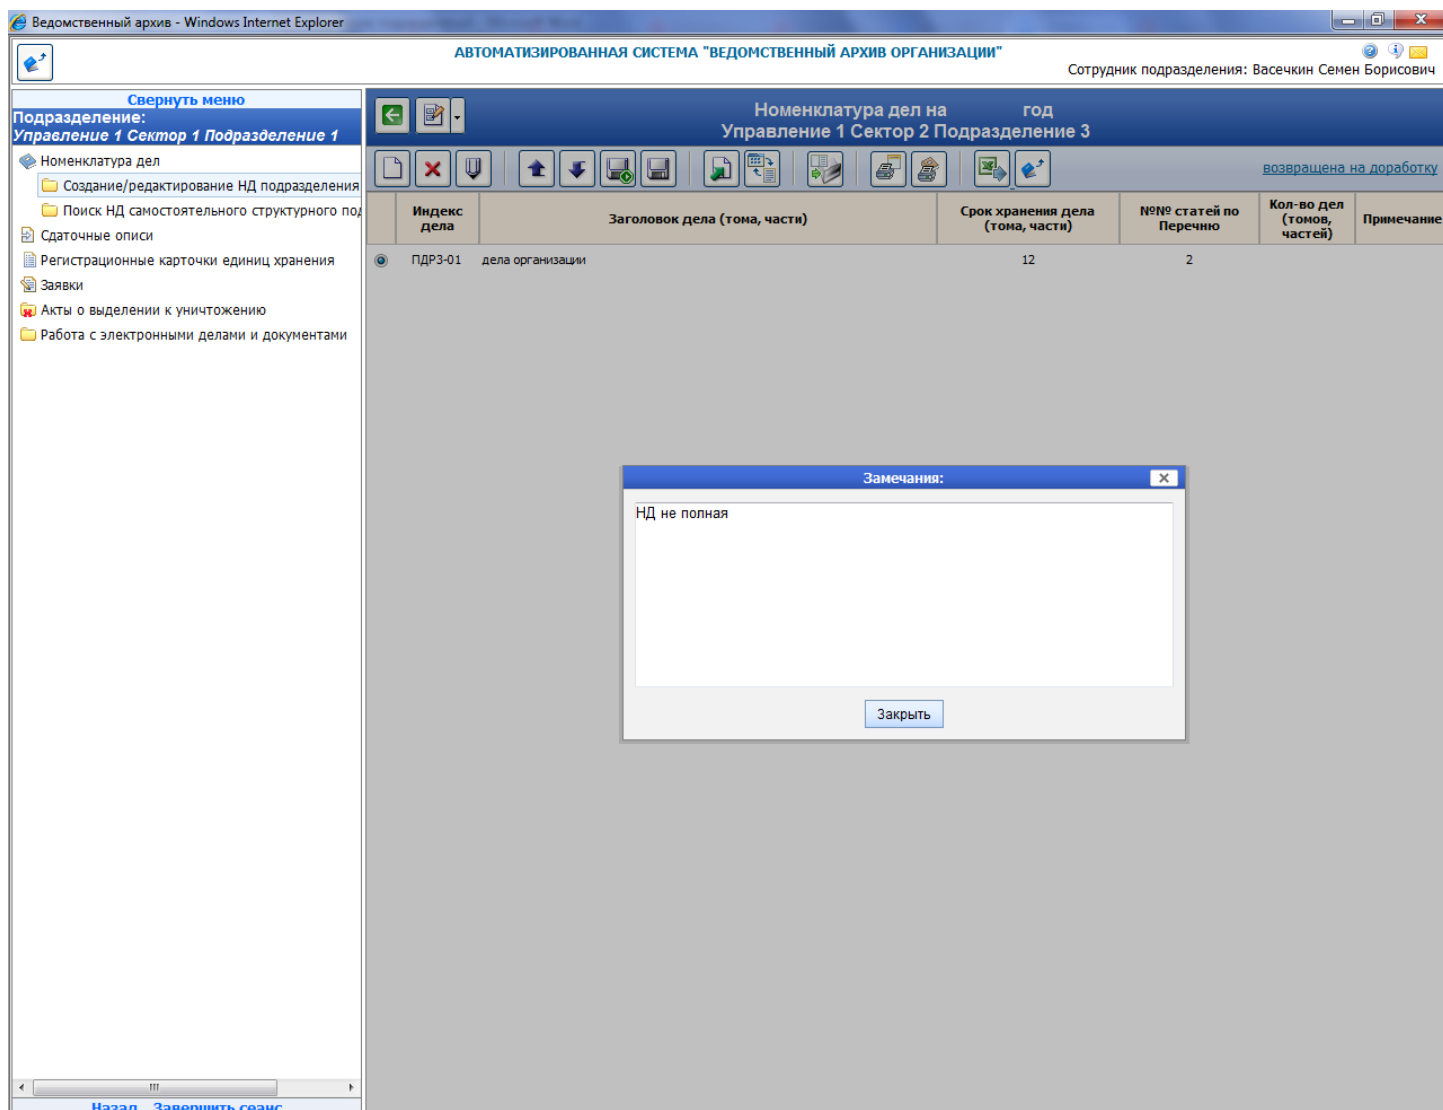 Ведомственный архив - Windows Internet Explorer
АВТОМАТИЗИРОВАННАЯ СИСТЕМА "ВЕДОМСТВЕННЫЙ АРХИВ ОРГАНИЗАЦИИ"
Сотрудник подразделения: Васечкин Семен Борисович
Свернуть меню
Подразделение:
Управление 1 Сектор 1 Подразделение 1
Номенклатура дел
Создание/редактирование НД подразделения
Поиск НД самостоятельного структурного под
Сдаточные описи
Регистрационные карточки единиц хранения
Заявки
Акты о выделении к уничтожению
Работа с электронными делами и документами
Назад Завершить сеанс
Номенклатура дел на год
Управление 1 Сектор 2 Подразделение 3
возвращена на доработку
Индекс дела
Заголовок дела (тома, части)
Срок хранения дела (тома, части)
№№ статей по Перечню
Кол-во дел (томов, частей)
Примечание
ПДР3-01 дела организации 12 2
Замечания:
НД не полная
Закрыть